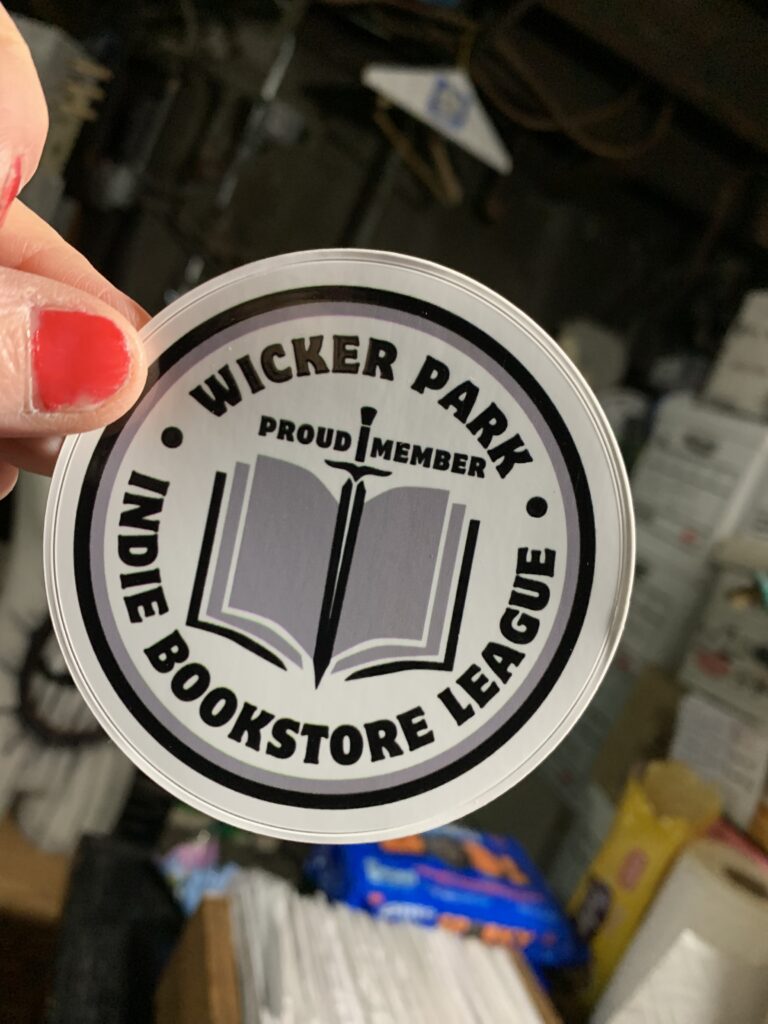 WICKER PARK
PROUD MEMBER
INDIE BOOKSTORE LEAGUE